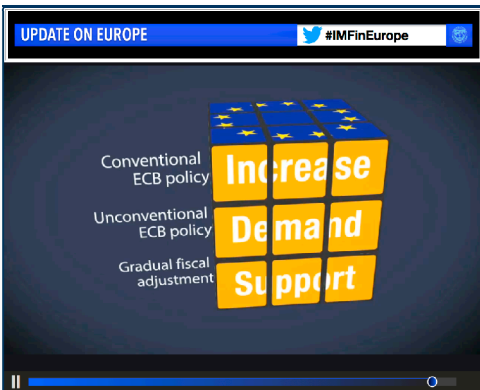 UPDATE ON EUROPE
#IMFinEurope
Conventional
ECB policy
Increase
Unconventional
ECB policy
Demand
Gradual fiscal
adjustment
Support